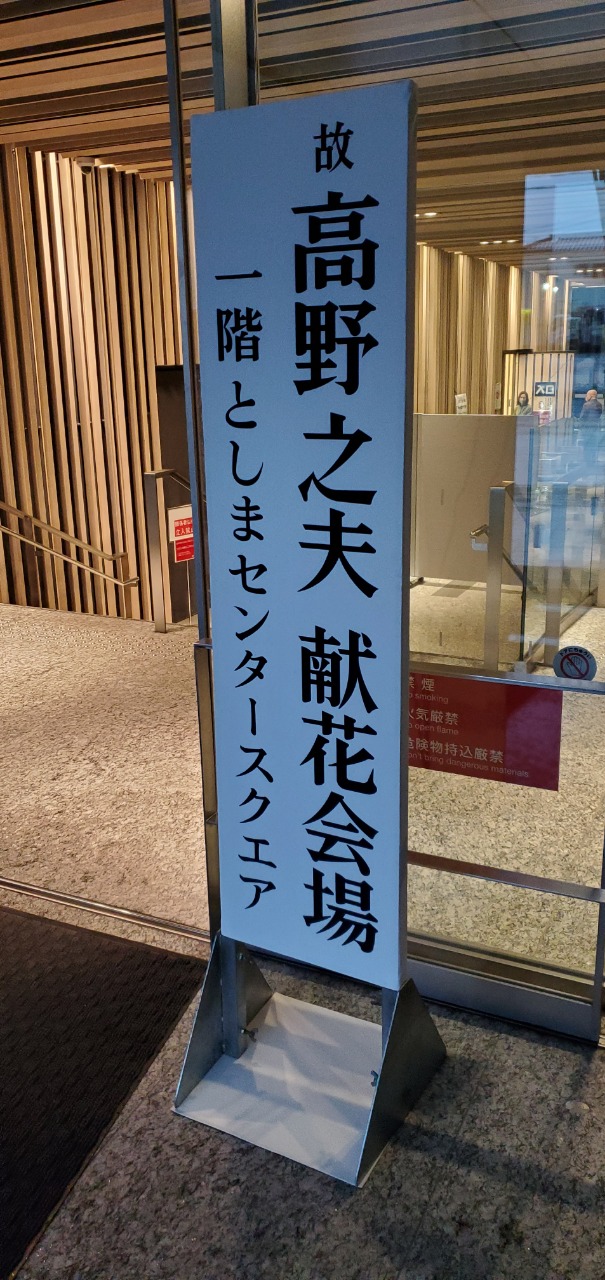 故 高野之夫 献花会場
一階 としまセンタースクエア
入口
禁煙
no smoking
火気厳禁
no open flame
危険物持込厳禁
don't bring dangerous materials